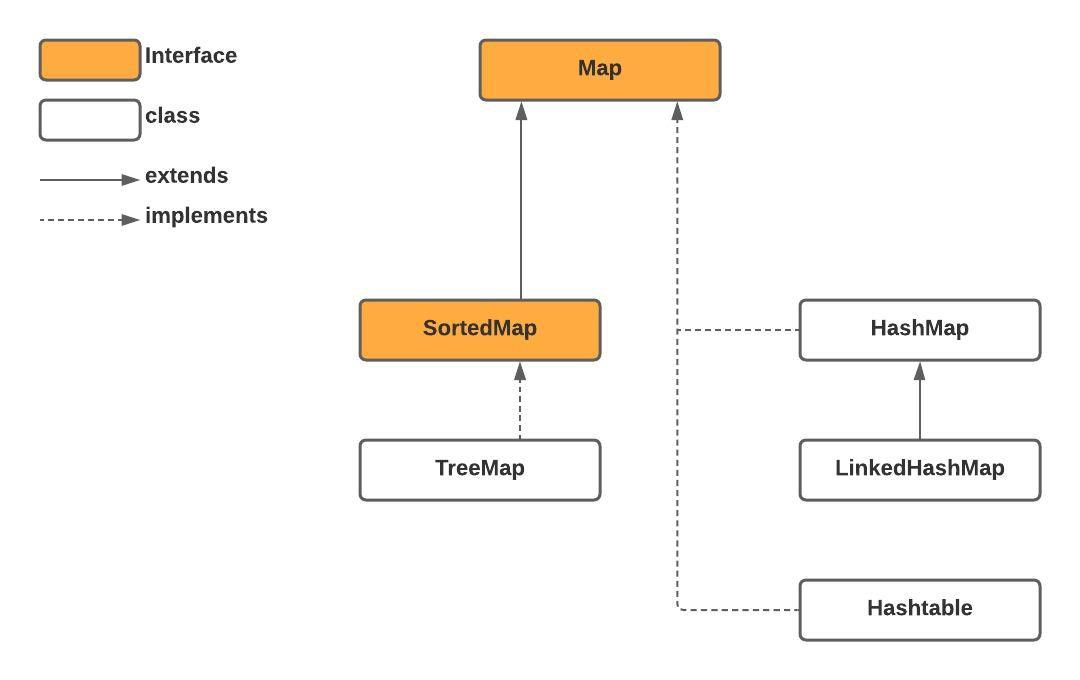 Interface
class
extends
implements
Map
SortedMap
HashMap
TreeMap
LinkedHashMap
Hashtable